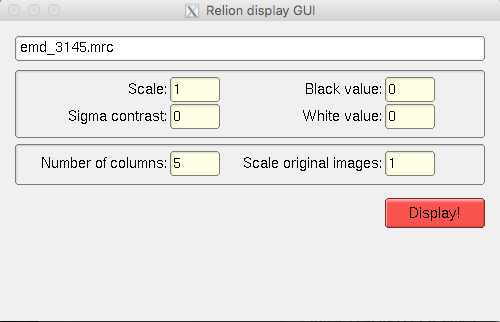 Relion display GUI
emd_3145.mrc
Scale: 1 Black value: 0
Sigma contrast: 0 White value: 0
Number of columns: 5 Scale original images: 1
Display!